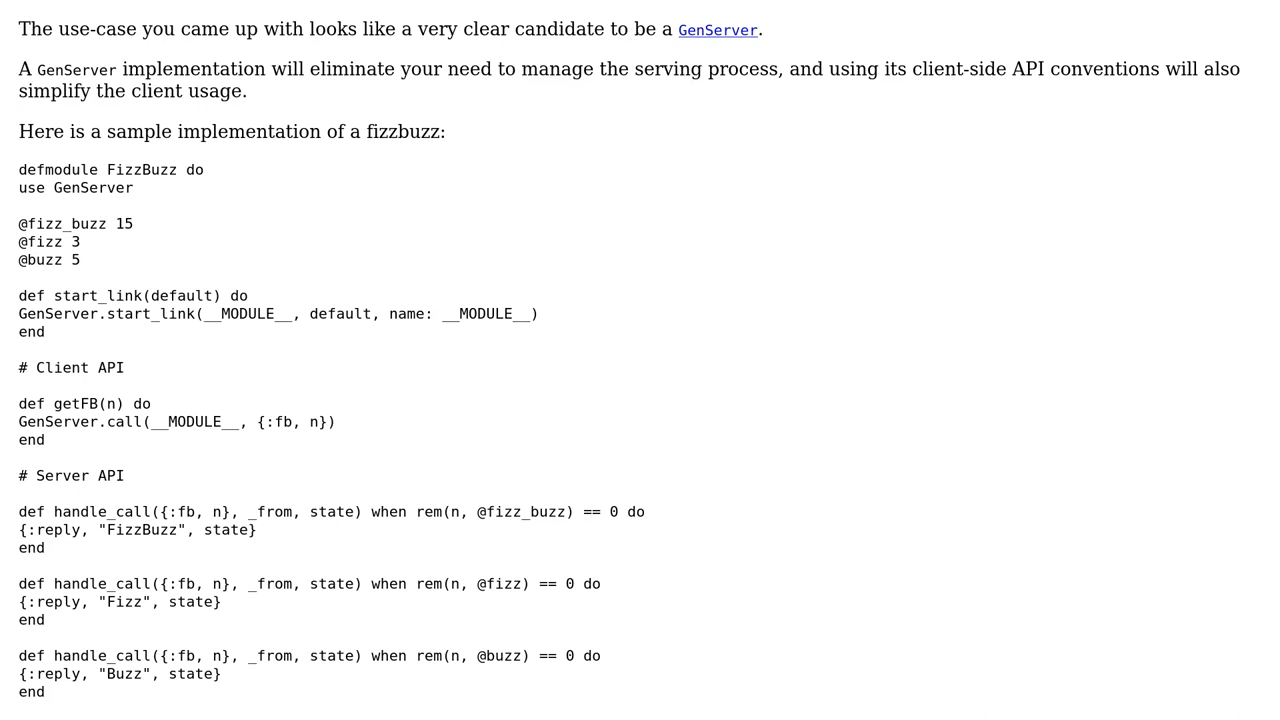 The use-case you came up with looks like a very clear candidate to be a GenServer.
A GenServer implementation will eliminate your need to manage the serving process, and using its client-side API conventions will also
simplify the client usage.
Here is a sample implementation of a fizzbuzz:
defmodule FizzBuzz do
use GenServer
@fizz_buzz 15
@fizz 3
@buzz 5
def start_link(default) do
GenServer.start_link(__MODULE__, default, name: __MODULE__)
end
# Client API
def getFB(n) do
GenServer.call(__MODULE__, {:fb, n})
end
# Server API
def handle_call({:fb, n}, _from, state) when rem(n, @fizz_buzz) == 0 do
{:reply, "FizzBuzz", state}
end
def handle_call({:fb, n}, _from, state) when rem(n, @fizz) == 0 do
{:reply, "Fizz", state}
end
def handle_call({:fb, n}, _from, state) when rem(n, @buzz) == 0 do
{:reply, "Buzz", state}
end